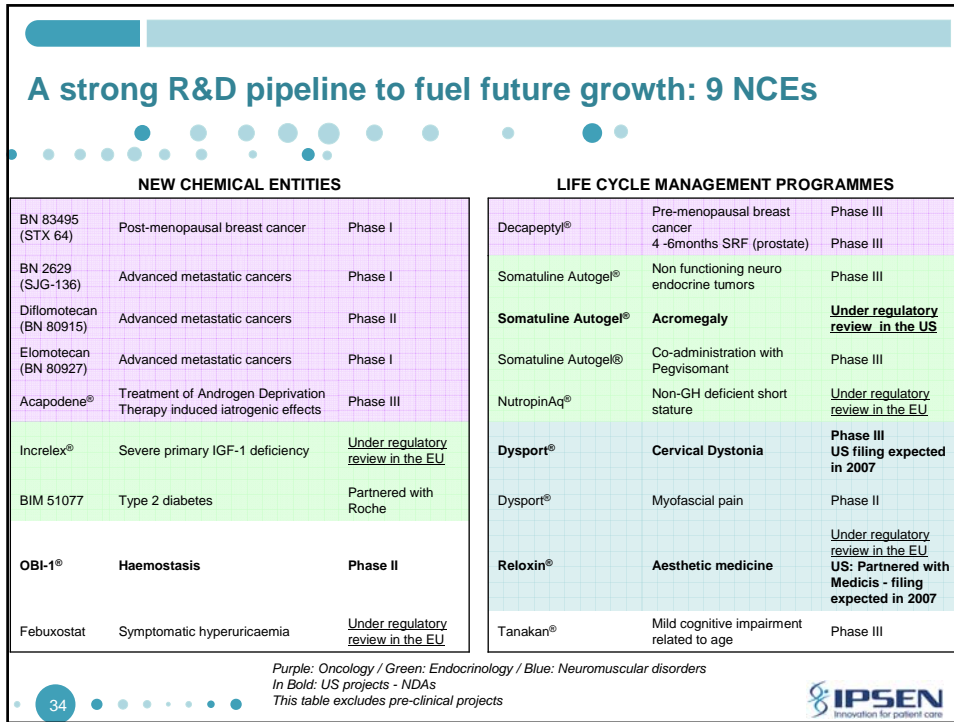 A strong R&D pipeline to fuel future growth: 9 NCEs
NEW CHEMICAL ENTITIES
BN 83495
(STX 64)
Post-menopausal breast cancer
Phase I
BN 2629
(SJG-136)
Advanced metastatic cancers
Phase I
Diflomotecan
(BN 80915)
Advanced metastatic cancers
Phase II
Elomotecan
(BN 80927)
Advanced metastatic cancers
Phase I
Acapodene®
Treatment of Androgen Deprivation
Therapy induced iatrogenic effects
Phase III
Increlex®
Severe primary IGF-1 deficiency
Under regulatory
review in the EU
BIM 51077
Type 2 diabetes
Partnered with
Roche
OBI-1®
Haemostasis
Phase II
Febuxostat
Symptomatic hyperuricaemia
Under regulatory
review in the EU
LIFE CYCLE MANAGEMENT PROGRAMMES
Decapeptyl®
Pre-menopausal breast
cancer
4 -6months SRF (prostate)
Phase III
Phase III
Somatuline Autogel®
Non functioning neuro
endocrine tumors
Phase III
Somatuline Autogel®
Acromegaly
Under regulatory
review in the US
Somatuline Autogel®
Co-administration with
Pegvisomant
Phase III
NutropinAq®
Non-GH deficient short
stature
Under regulatory
review in the EU
Dysport®
Cervical Dystonia
Phase III
US filing expected
in 2007
Dysport®
Myofascial pain
Phase II
Reloxin®
Aesthetic medicine
Under regulatory
review in the EU
US: Partnered with
Medicis - filing
expected in 2007
Tanakan®
Mild cognitive impairment
related to age
Phase III
Purple: Oncology / Green: Endocrinology / Blue: Neuromuscular disorders
In Bold: US projects - NDAs
This table excludes pre-clinical projects
34
IPSEN
Innovation for patient care